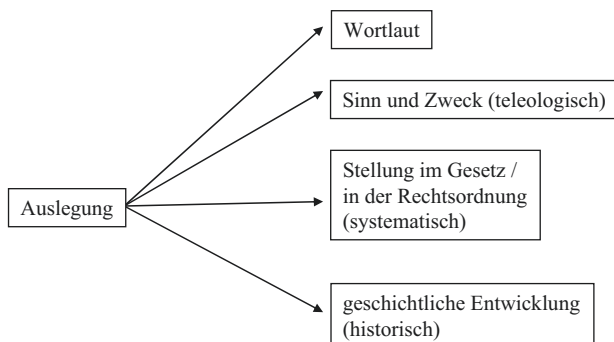 Wortlaut
Sinn und Zweck (teleologisch)
Stellung im Gesetz /
in der Rechtsordnung
(systematisch)
Auslegung
geschichtliche Entwicklung
(historisch)